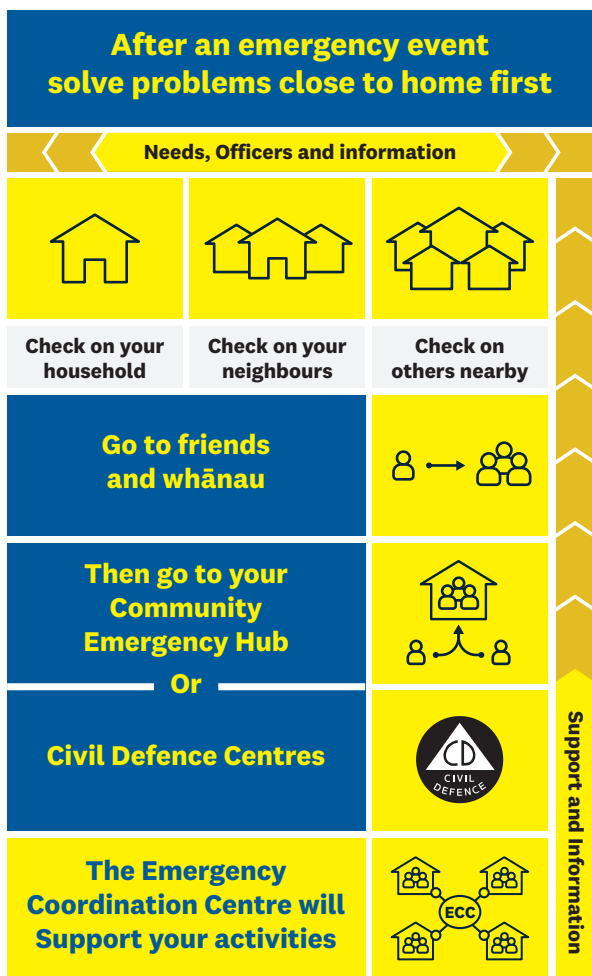 After an emergency event
solve problems close to home first
Needs, Officers and information
Check on your
household
Check on your
neighbours
Check on
others nearby
Go to friends
and whānau
Then go to your
Community
Emergency Hub
Or
Civil Defence Centres
CD
CIVIL
DEFENCE
The Emergency
Coordination Centre will
Support your activities
ECC
Support and Information